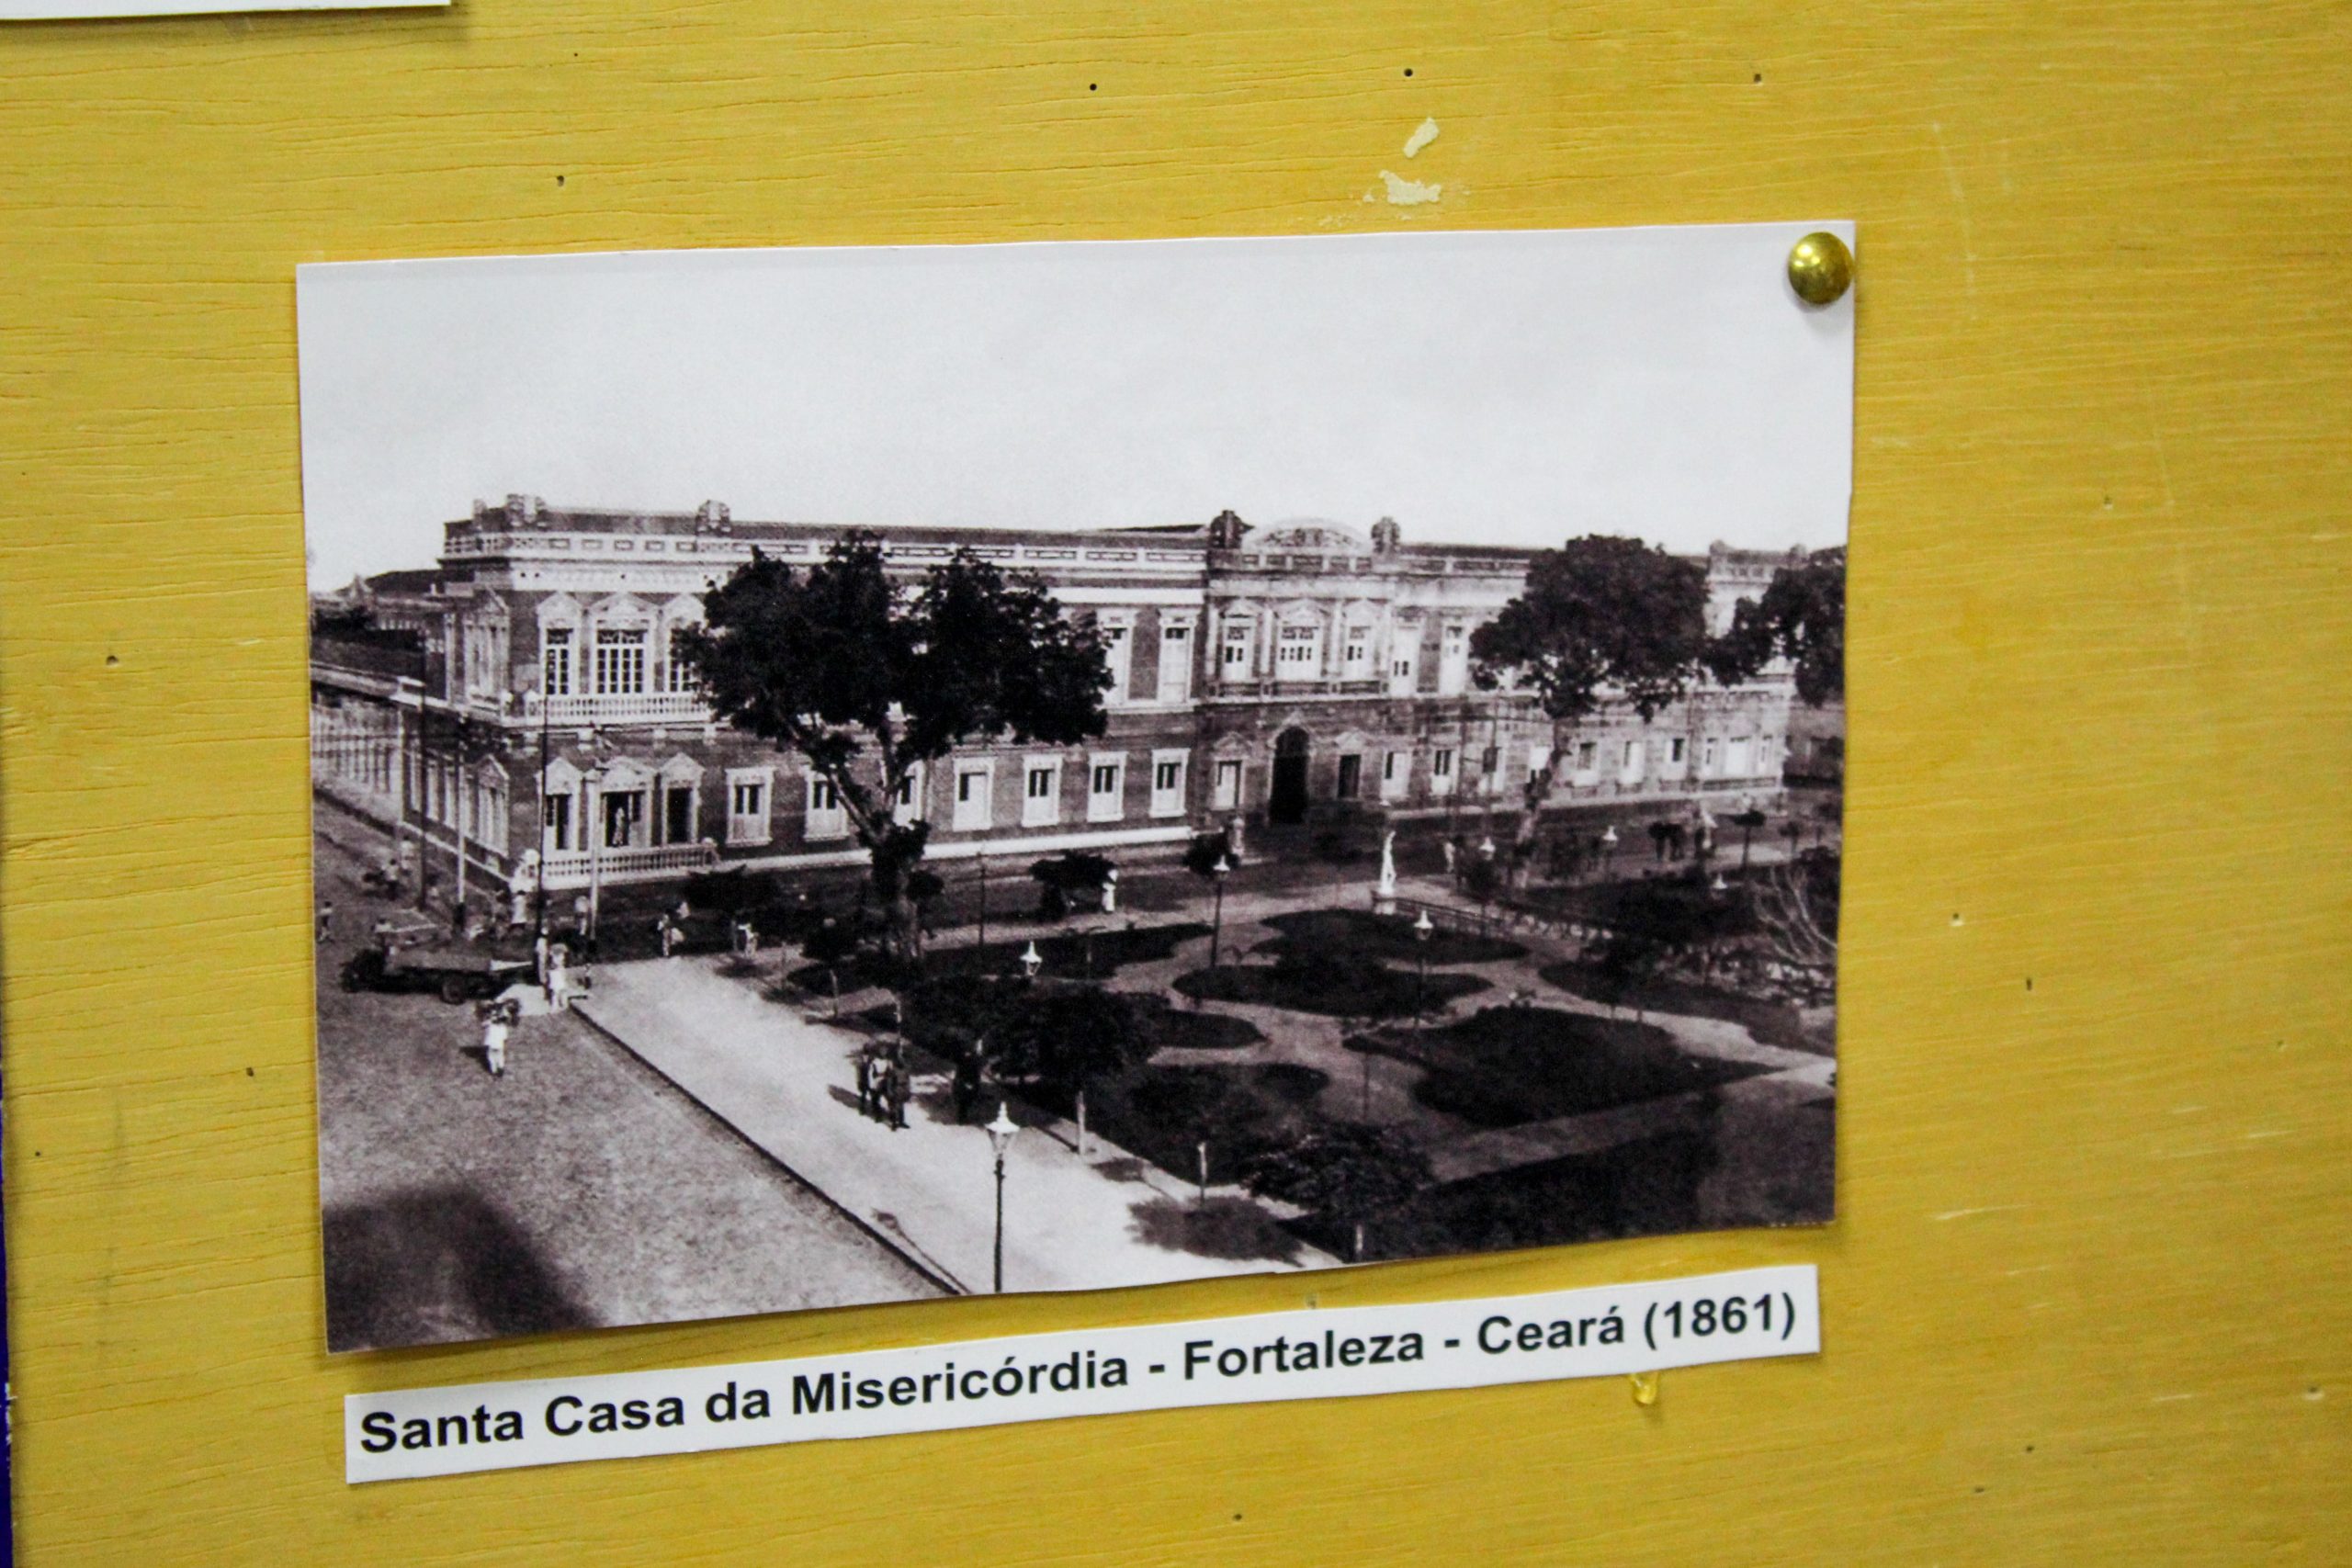 Santa Casa da Misericórdia - Fortaleza - Ceará (1861)